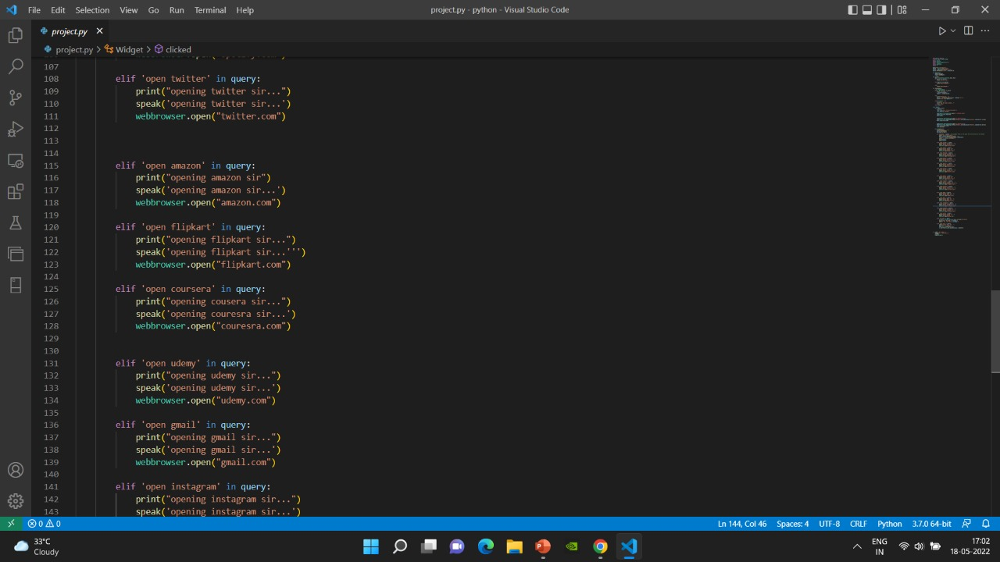 File Edit Selection View Go Run Terminal Help
project.py - python - Visual Studio Code
project.py
project.py > Widget > clicked
107
108 elif 'open twitter' in query:
109 print("opening twitter sir...")
110 speak('opening twitter sir...')
111 webbrowser.open("twitter.com")
112
113
114
115 elif 'open amazon' in query:
116 print("opening amazon sir")
117 speak('opening amazon sir...')
118 webbrowser.open("amazon.com")
119
120 elif 'open flipkart' in query:
121 print("opening flipkart sir...")
122 speak('opening flipkart sir...''')
123 webbrowser.open("flipkart.com")
124
125 elif 'open coursera' in query:
126 print("opening cousera sir...")
127 speak('opening couresra sir...')
128 webbrowser.open("couresra.com")
129
130
131 elif 'open udemy' in query:
132 print("opening udemy sir...")
133 speak('opening udemy sir...')
134 webbrowser.open("udemy.com")
135
136 elif 'open gmail' in query:
137 print("opening gmail sir...")
138 speak('opening gmail sir...')
139 webbrowser.open("gmail.com")
140
141 elif 'open instagram' in query:
142 print("opening instagram sir...")
143 speak('opening instagram sir...')
0 0
Ln 144, Col 46 Spaces: 4 UTF-8 CRLF Python 3.7.0 64-bit
33°C
Cloudy
ENG
IN
17:02
18-05-2022